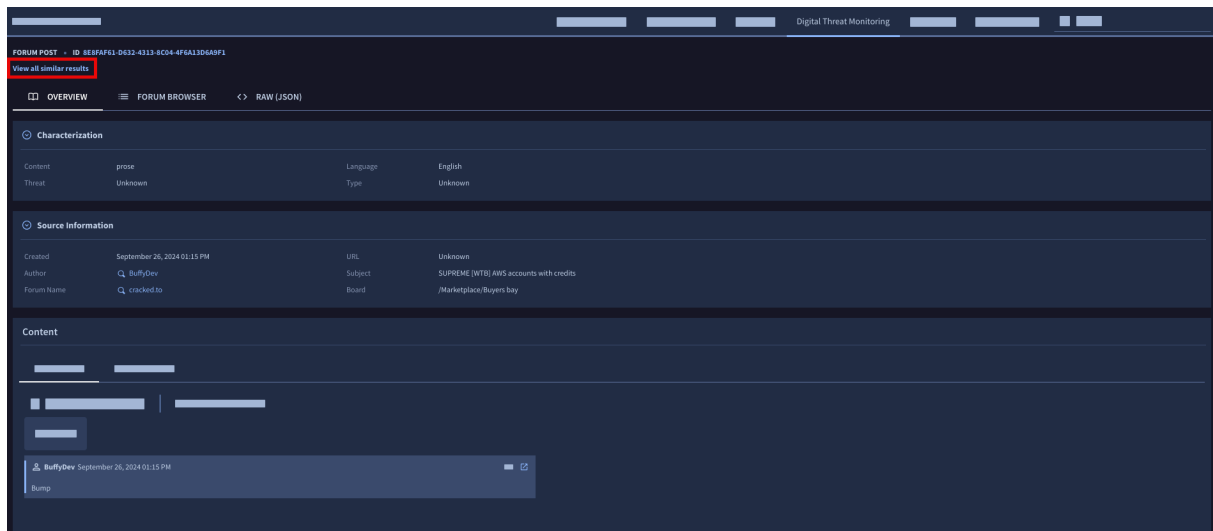 Digital Threat Monitoring
FORUM POST • ID 8E8FAF61-D632-4313-8C04-4F6A13D6A9F1
View all similar results
OVERVIEW FORUM BROWSER <> RAW (JSON)
Characterization
Content prose Language English
Threat Unknown Type Unknown
Source Information
Created September 26, 2024 01:15 PM URL Unknown
Author BuffyDev Subject SUPREME [WTB] AWS accounts with credits
Forum Name cracked.to Board /Marketplace/Buyers bay
Content
BuffyDev September 26, 2024 01:15 PM
Bump